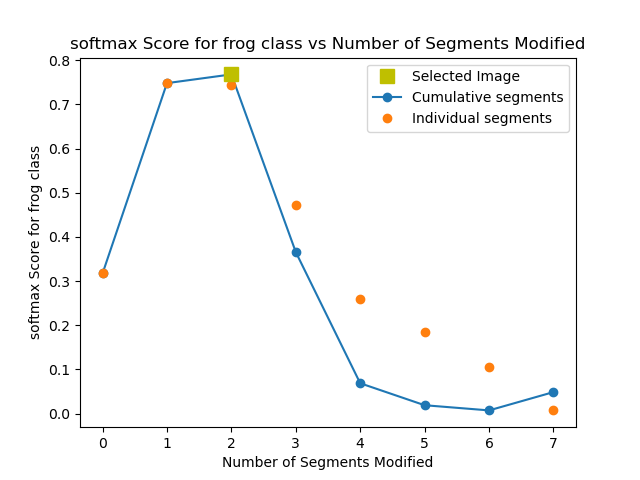 softmax Score for frog class vs Number of Segments Modified
Selected Image
Cumulative segments
Individual segments
softmax Score for frog class
0.8
0.7
0.6
0.5
0.4
0.3
0.2
0.1
0.0
0 1 2 3 4 5 6 7
Number of Segments Modified